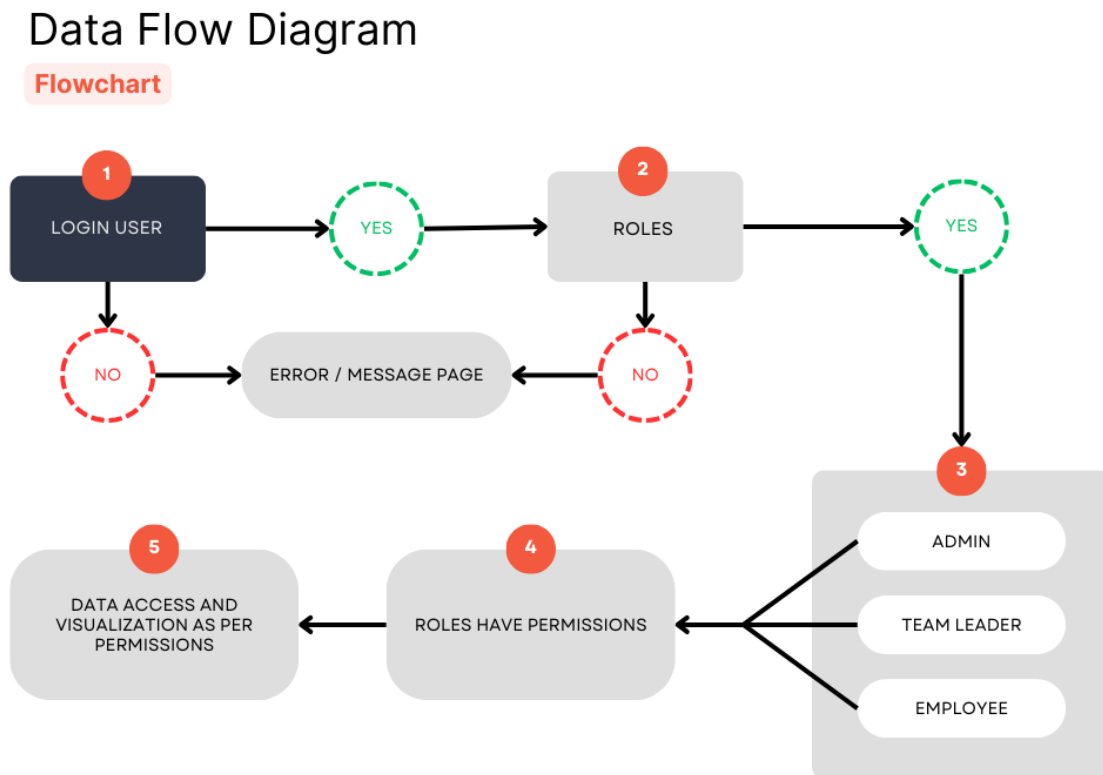 Data Flow Diagram
Flowchart
1
LOGIN USER
YES
2
ROLES
YES
NO
ERROR / MESSAGE PAGE
NO
3
ADMIN
TEAM LEADER
EMPLOYEE
4
ROLES HAVE PERMISSIONS
5
DATA ACCESS AND
VISUALIZATION AS PER
PERMISSIONS